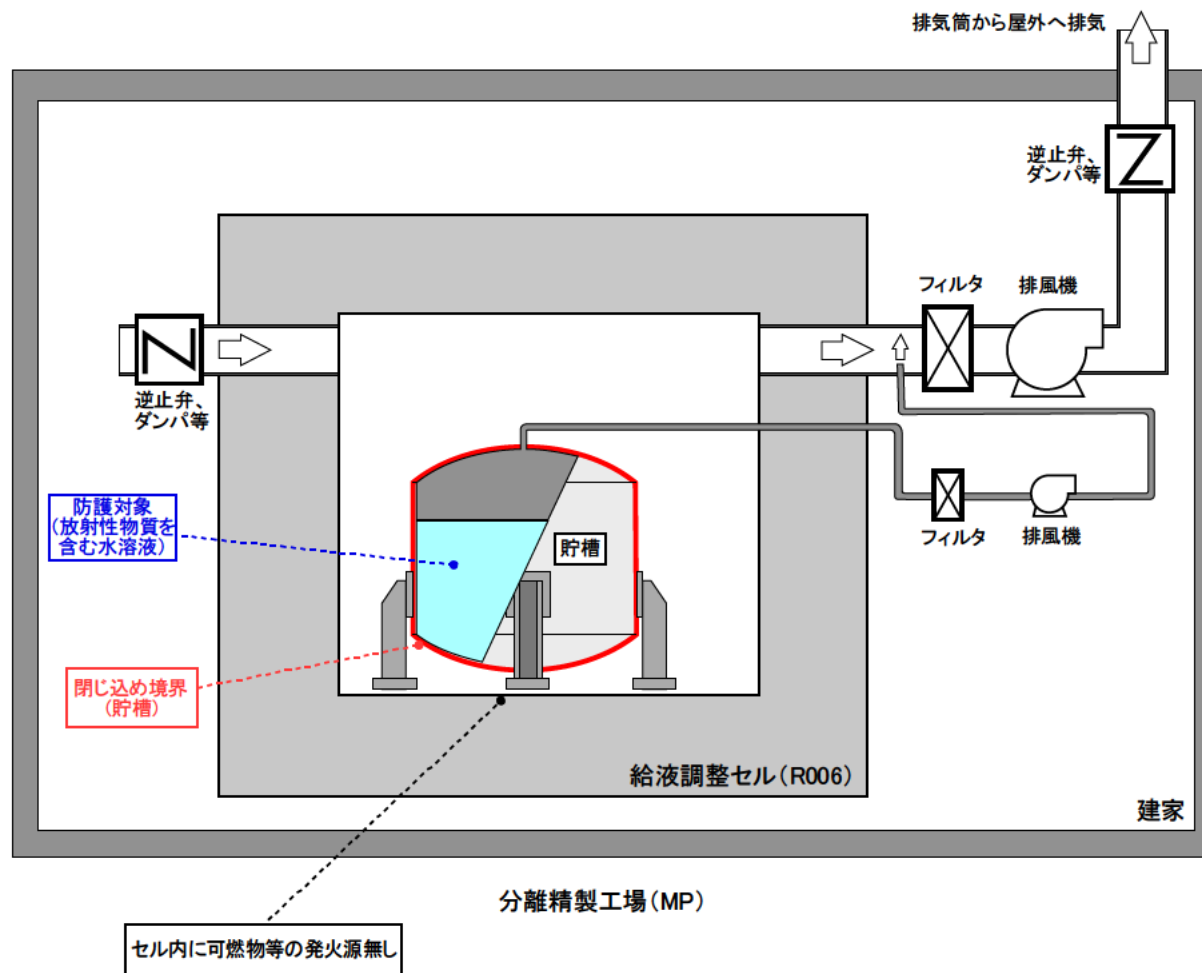 排気筒から屋外へ排気
逆止弁、
ダンパ等
フィルタ
排風機
逆止弁、
ダンパ等
防護対象
(放射性物質を
含む水溶液)
貯槽
フィルタ
排風機
閉じ込め境界
(貯槽)
給液調整セル(R006)
建家
分離精製工場(MP)
セル内に可燃物等の発火源無し